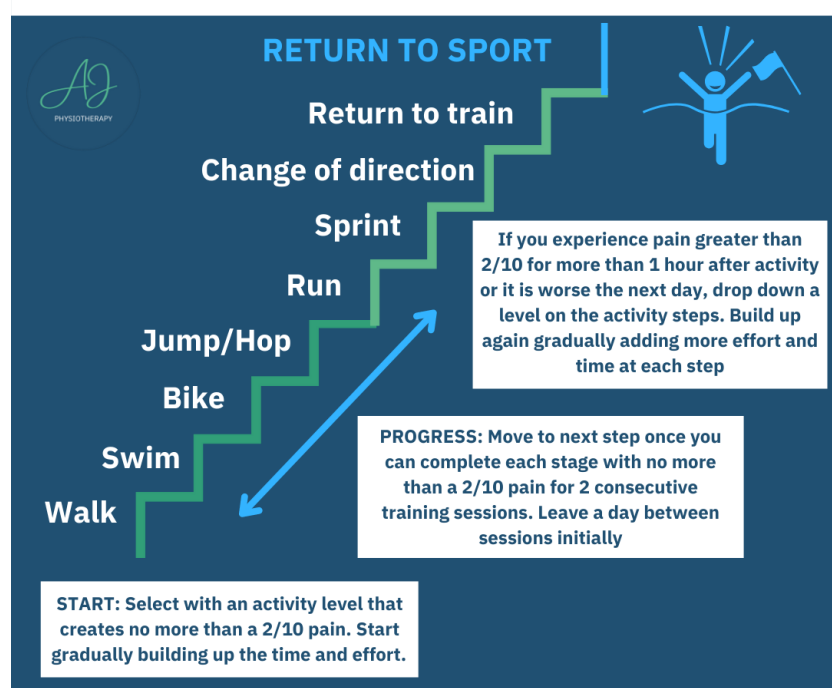 AJ
PHYSIOTHERAPY
RETURN TO SPORT
Return to train
Change of direction
Sprint
Run
Jump/Hop
Bike
Swim
Walk
If you experience pain greater than
2/10 for more than 1 hour after activity
or it is worse the next day, drop down a
level on the activity steps. Build up
again gradually adding more effort and
time at each step
PROGRESS: Move to next step once you
can complete each stage with no more
than a 2/10 pain for 2 consecutive
training sessions. Leave a day between
sessions initially
START: Select with an activity level that
creates no more than a 2/10 pain. Start
gradually building up the time and effort.